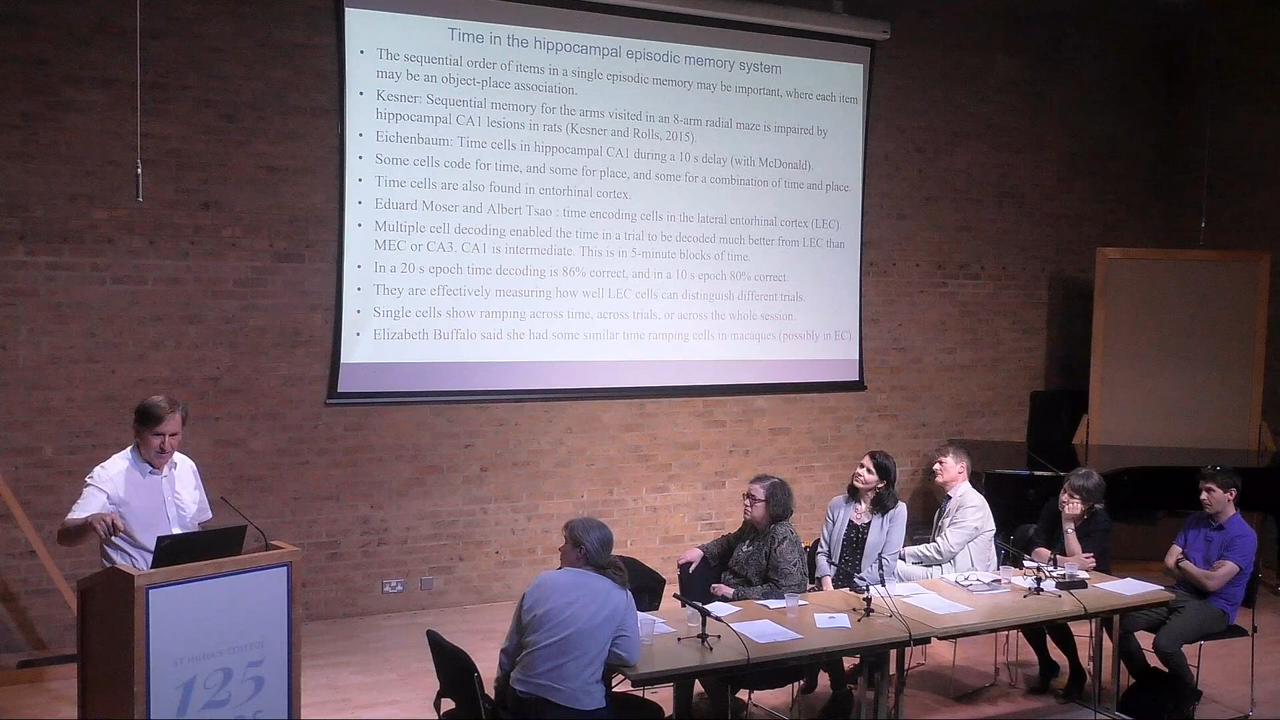 Time in the hippocampal episodic memory system
• The sequential order of items in a single episodic memory may be important, where each item
may be an object-place association.
• Kesner: Sequential memory for the arms visited in an 8-arm radial maze is impaired by
hippocampal CA1 lesions in rats (Kesner and Rolls, 2015).
• Eichenbaum: Time cells in hippocampal CA1 during a 10 s delay (with McDonald).
• Some cells code for time, and some for place, and some for a combination of time and place.
• Time cells are also found in entorhinal cortex.
• Eduard Moser and Albert Tsao : time encoding cells in the lateral entorhinal cortex (LEC).
• Multiple cell decoding enabled the time in a trial to be decoded much better from LEC than
MEC or CA3. CA1 is intermediate. This is in 5-minute blocks of time.
• In a 20 s epoch time decoding is 86% correct, and in a 10 s epoch 80% correct.
• They are effectively measuring how well LEC cells can distinguish different trials.
• Single cells show ramping across time, across trials, or across the whole session.
• Elizabeth Buffalo said she had some similar time ramping cells in macaques (possibly in EC)
ST HILDA'S COLLEGE
125